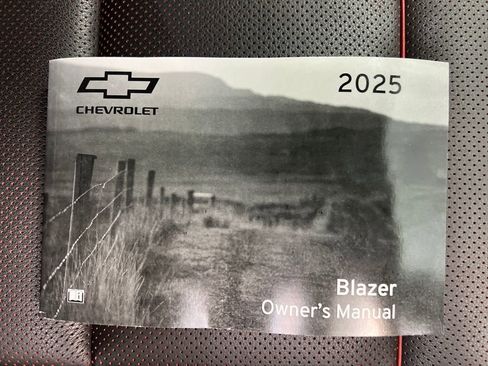 CHEVROLET
2025
Blazer
Owner's Manual